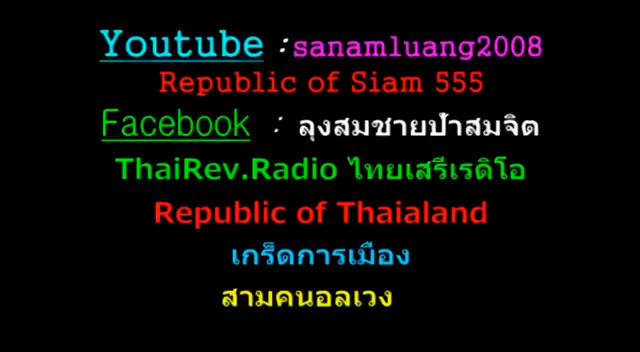 Youtube : sanamluang2008
Republic of Siam 555
Facebook : ลุงสมชายป้าสมจิต
ThaiRev.Radio ไทยเสรีเรดิโอ
Republic of Thaialand
เกร็ดการเมือง
สามคนอลเวง